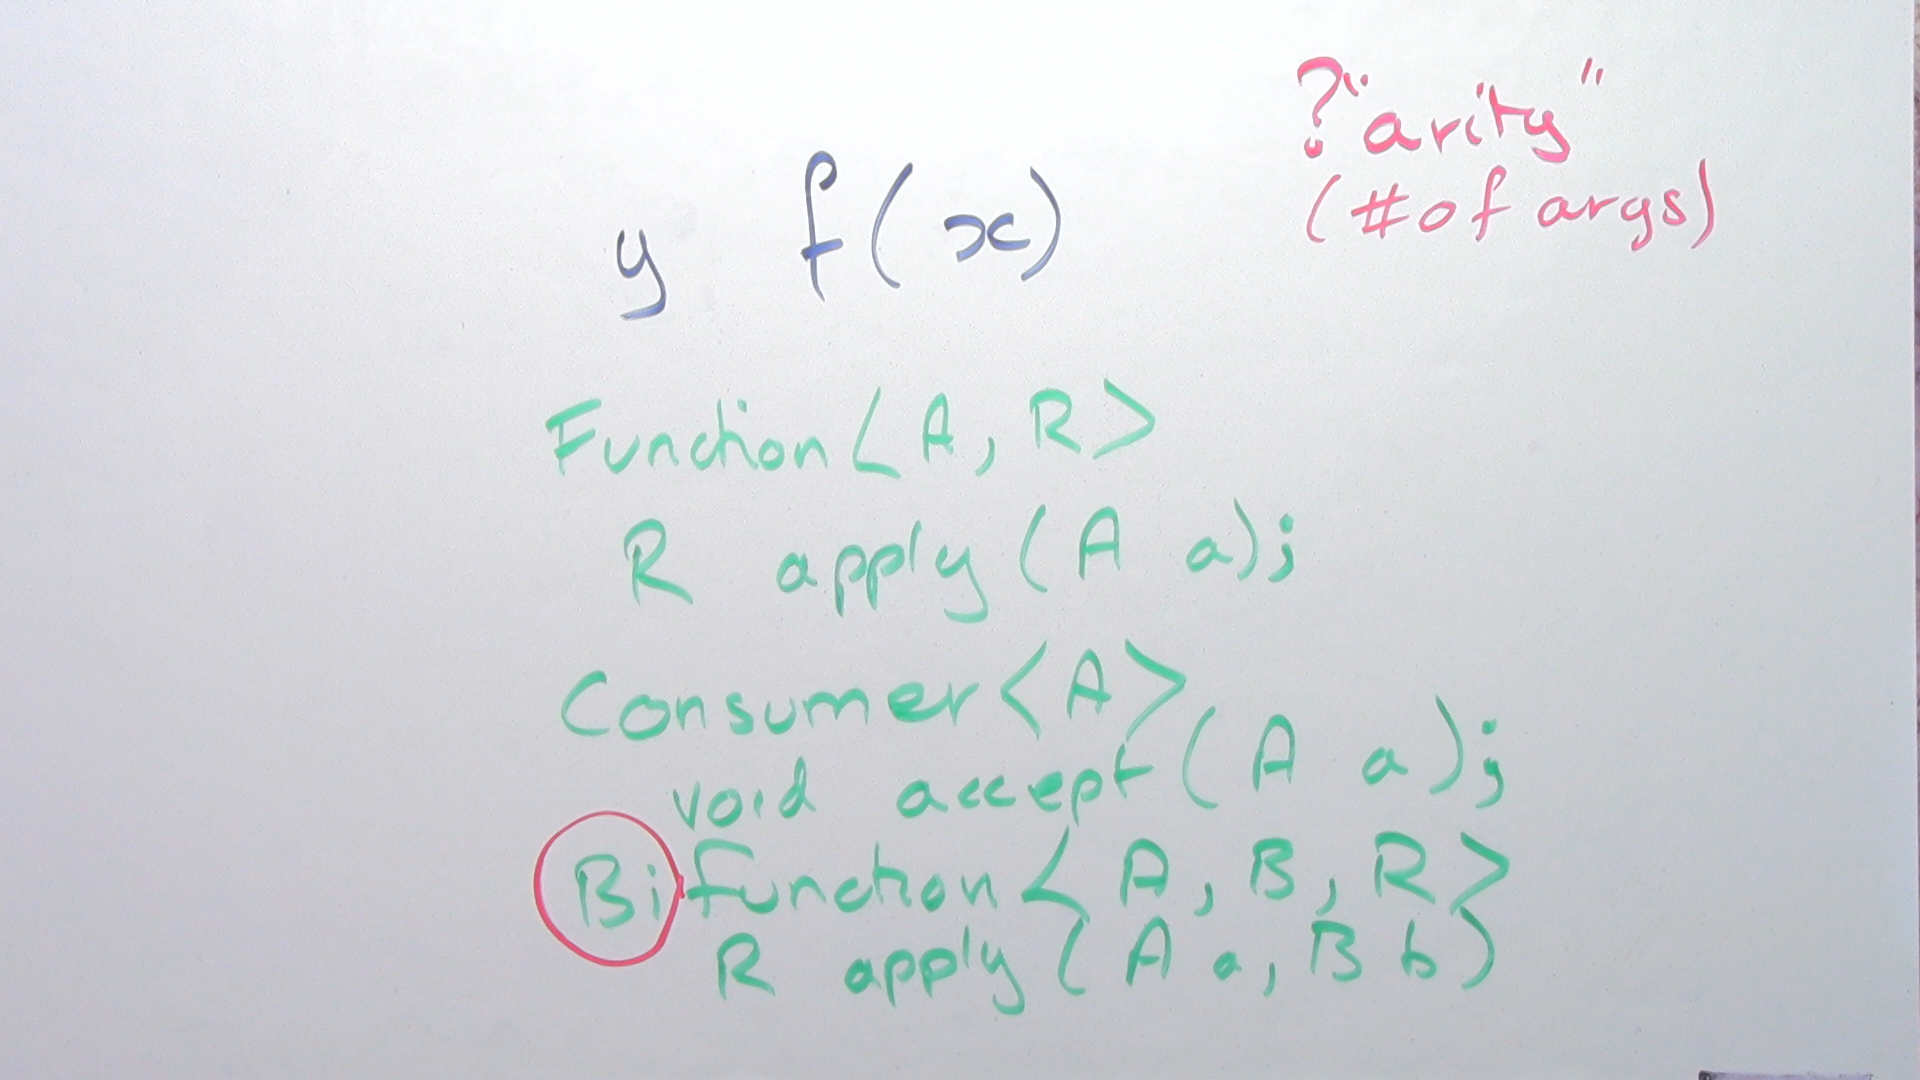 ?"arity"
(# of args)
y f(x)
Function<A, R>
R apply(A a);
Consumer<A>
void accept(A a);
Bifunction<A, B, R>
R apply(A a, B b)